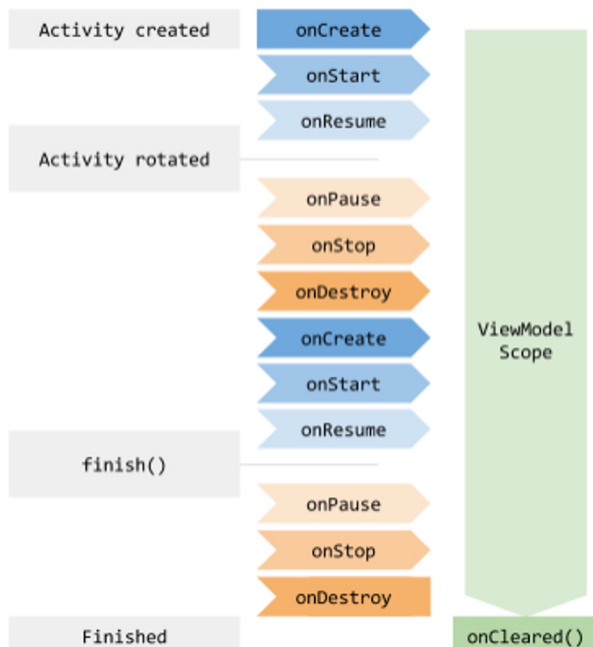 Activity created
onCreate
onStart
onResume
Activity rotated
onPause
onStop
onDestroy
onCreate
onStart
onResume
finish()
onPause
onStop
onDestroy
Finished
ViewModel
Scope
onCleared()